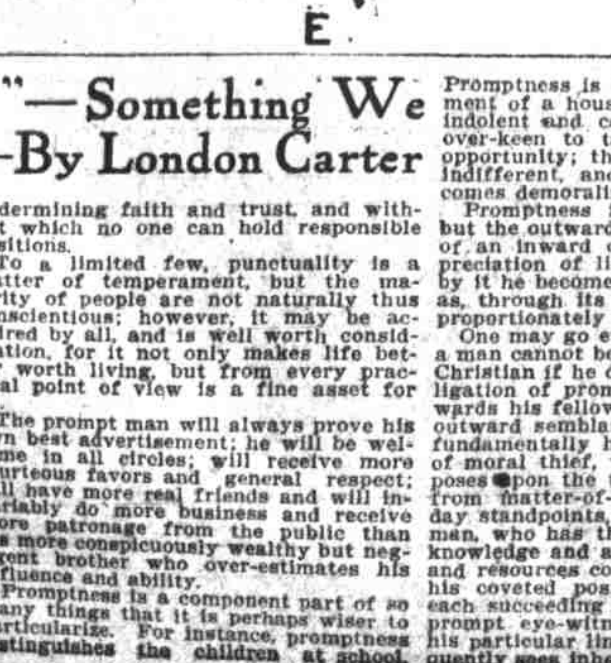 E
"—Something We
-By London Carter
dermining faith and trust, and with-
t which no one can hold responsible
sitions.
To a limited few, punctuality is a
tter of temperament, but the ma-
rity of people are not naturally thus
nscientious; however, it may be ac-
ired by all, and is well worth consid-
ation, for it not only makes life bet-
worth living, but from every prac-
al point of view is a fine asset for
The prompt man will always prove his
n best advertisement; he will be wel-
me in all circles; will receive more
urteous favors and general respect;
ll have more real friends and will in-
riably do more business and receive
ore patronage from the public than
s more conspicuously wealthy but neg-
gent brother who over-estimates his
fluence and ability.
Promptness is a component part of so
any things that it is perhaps wiser to
rticularize. For instance, promptness
stinguishes the children at school,
Promptness is
ment of a hous
indolent and c
over-keen to t
opportunity; th
indifferent, and
comes demorali
Promptness
but the outward
of an inward
preciation of li
by it he become
as, through its
proportionately
One may go e
a man cannot be
Christian if he d
ligation of prom
wards his fellow
outward sembla
fundamentally h
of moral thief,
poses upon the t
from matter-of
day standpoints,
man, who has th
knowledge and a
and resources co
his coveted pos
each succeeding
prompt eye-witn
his particular lin
quently goes